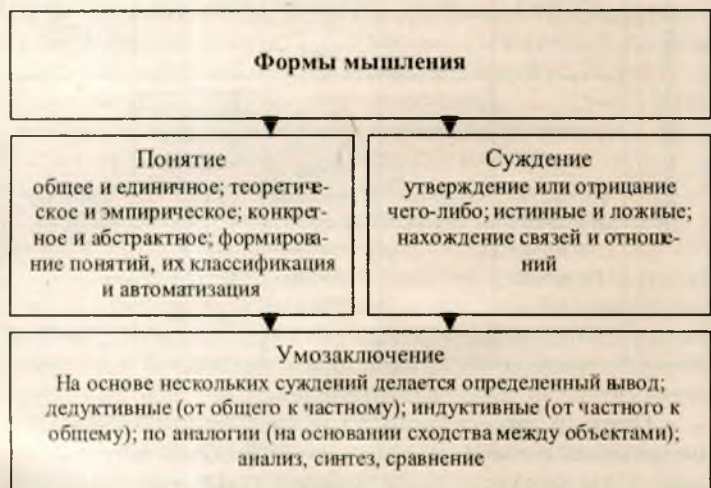 Формы мышления
Понятие
общее и единичное; теоретиче-
ское и эмпирическое; конкрет-
ное и абстрактное; формирова-
ние понятий, их классификация
и автоматизация
Суждение
утверждение или отрицание
чего-либо; истинные и ложные;
нахождение связей и отноше-
ний
Умозаключение
На основе нескольких суждений делается определенный вывод;
дедуктивные (от общего к частному); индуктивные (от частного к
общему); по аналогии (на основании сходства между объектами);
анализ, синтез, сравнение